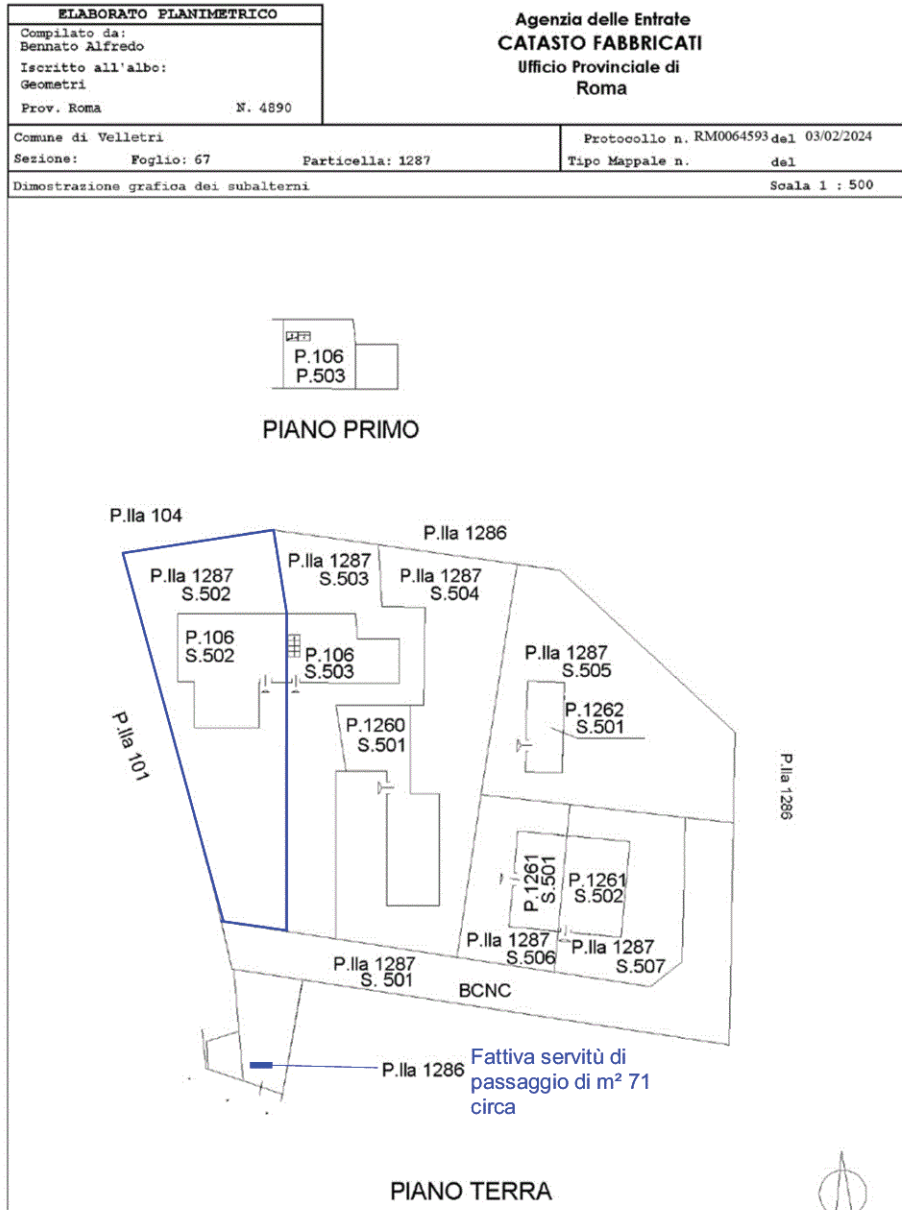 ELABORATO PLANIMETRICO
Compilato da:
Bennato Alfredo
Iscritto all'albo:
Geometri
Prov. Roma N. 4890
Agenzia delle Entrate
CATASTO FABBRICATI
Ufficio Provinciale di
Roma
Comune di Velletri
Sezione: Foglio: 67 Particella: 1287
Protocollo n. RM0064593 del 03/02/2024
Tipo Mappale n. del
Dimostrazione grafica dei subalterni
Scala 1 : 500
P.106
P.503
PIANO PRIMO
P.lla 104
P.lla 1286
P.lla 1287
S.502
P.lla 1287
S.503
P.lla 1287
S.504
P.106
S.502
P.106
S.503
P.lla 1287
S.505
P.1262
S.501
P.1260
S.501
P.lla 101
P.lla 1286
P.1261
S.501
P.1261
S.502
P.lla 1287
S.506
P.lla 1287
S.507
P.lla 1287
S. 501
BCNC
P.lla 1286
Fattiva servitù di
passaggio di m² 71
circa
PIANO TERRA